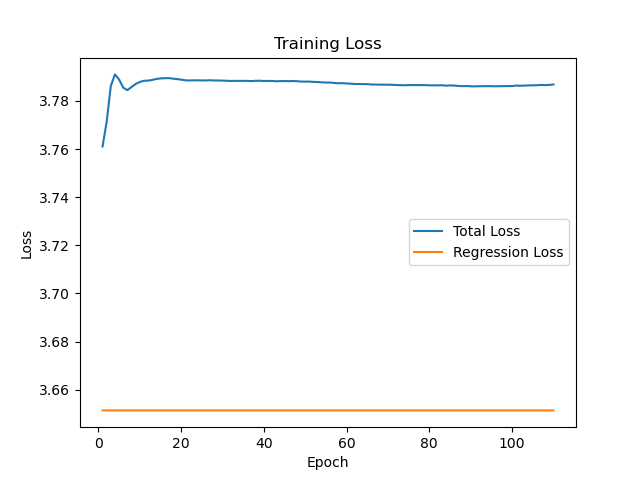 Training Loss
3.78
3.76
3.74
3.72
3.70
3.68
3.66
Loss
Total Loss
Regression Loss
0 20 40 60 80 100
Epoch